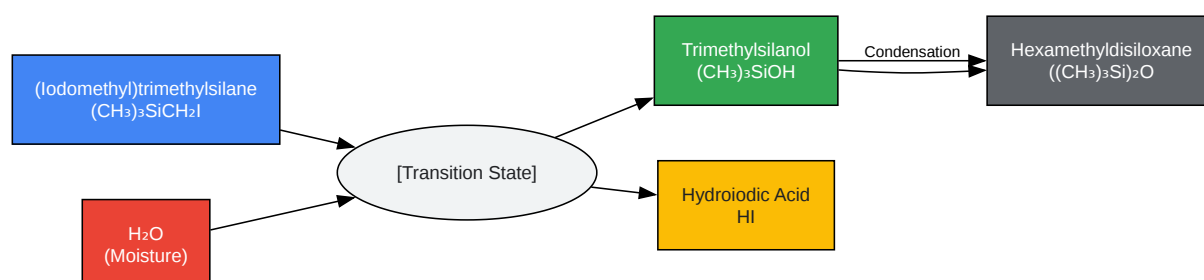 (Iodomethyl)trimethylsilane
(CH₃)₃SiCH₂I
H₂O
(Moisture)
[Transition State]
Trimethylsilanol
(CH₃)₃SiOH
Condensation
Hexamethyldisiloxane
((CH₃)₃Si)₂O
Hydroiodic Acid
HI